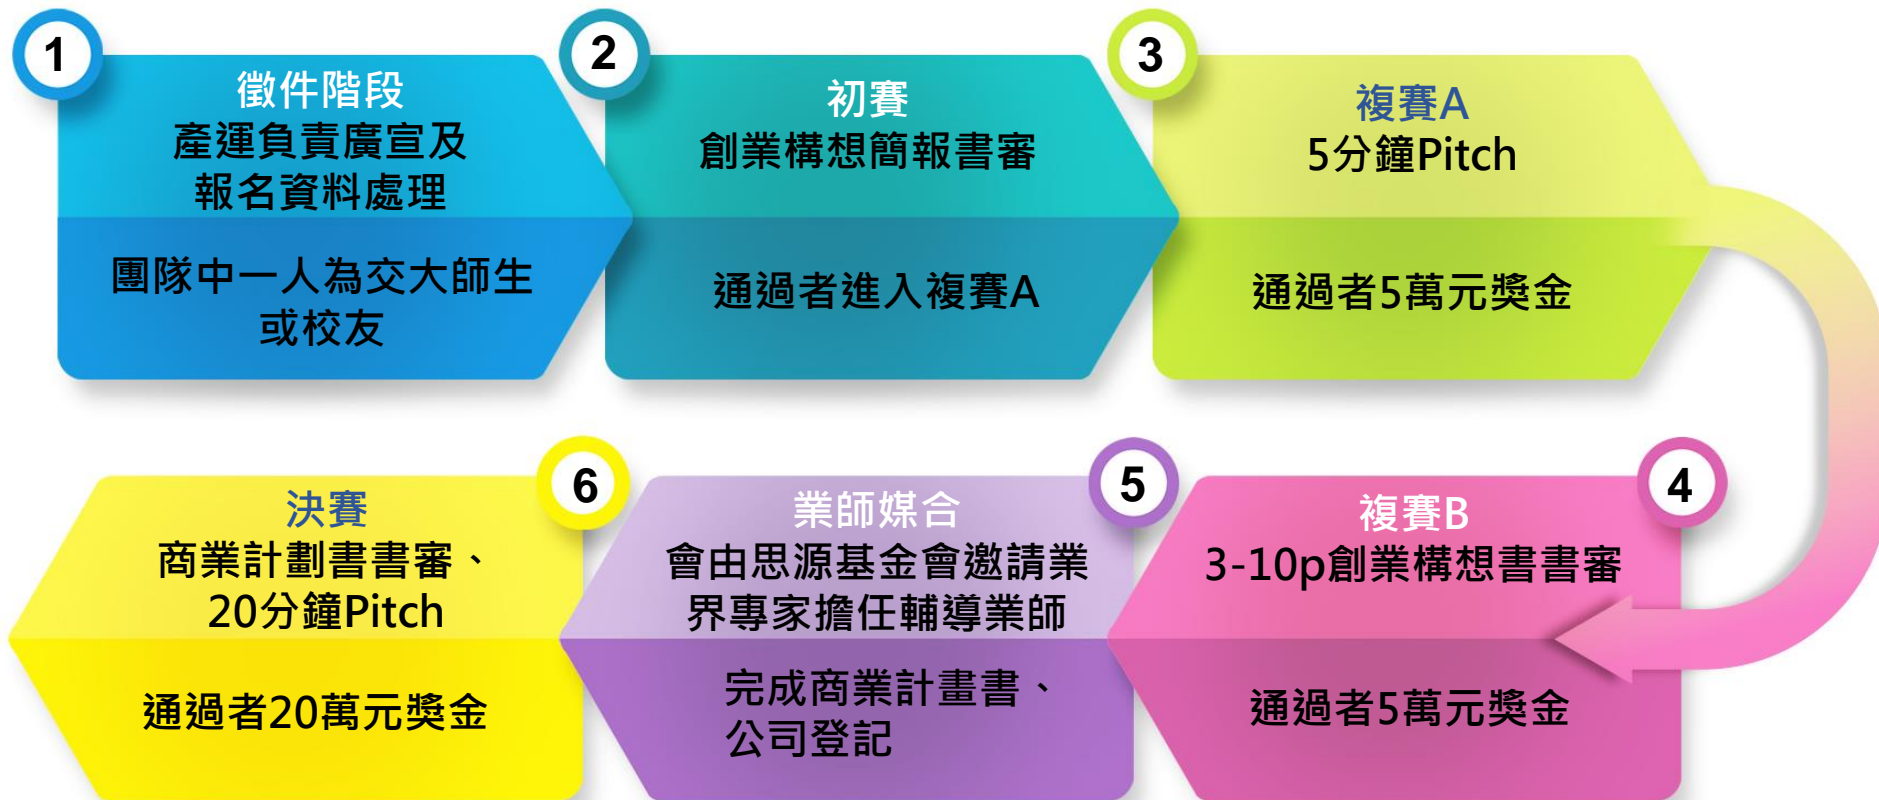 1
徵件階段
產運負責廣宣及
報名資料處理
團隊中一人為交大師生
或校友
2
初賽
創業構想簡報書審
通過者進入複賽A
3
複賽A
5分鐘Pitch
通過者5萬元獎金
4
複賽B
3-10p創業構想書書審
通過者5萬元獎金
5
業師媒合
會由思源基金會邀請業
界專家擔任輔導業師
完成商業計畫書、
公司登記
6
決賽
商業計劃書書審、
20分鐘Pitch
通過者20萬元獎金